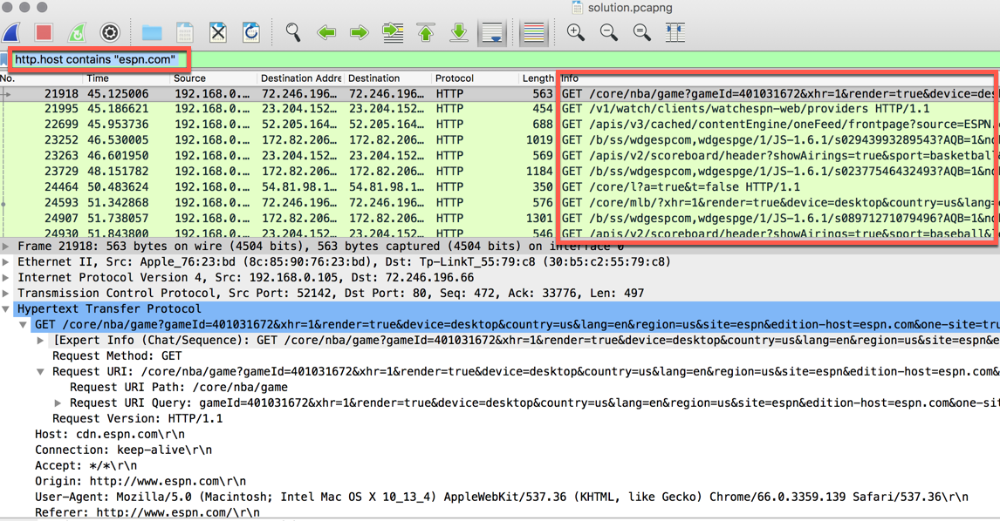 solution.pcapng
http.host contains "espn.com"
No. Time Source Destination Addre Destination Protocol Length Info
21918 45.125006 192.168.0... 72.246.196... 72.246.196... HTTP 563 GET /core/nba/game?gameId=401031672&xhr=1&render=true&device=des
21995 45.186621 192.168.0... 23.204.152... 23.204.152... HTTP 454 GET /v1/watch/clients/watchespn-web/providers HTTP/1.1
22699 45.953736 192.168.0... 52.205.164... 52.205.164... HTTP 688 GET /apis/v3/cached/contentEngine/oneFeed/frontpage?source=ESPN
23252 46.530005 192.168.0... 172.82.206... 172.82.206... HTTP 1019 GET /b/ss/wdgespcom,wdgespge/1/JS-1.6.1/s02943993289543?AQB=1&nd
23263 46.601950 192.168.0... 23.204.152... 23.204.152... HTTP 569 GET /apis/v2/scoreboard/header?showAirings=true&sport=basketball
23729 48.151782 192.168.0... 172.82.206... 172.82.206... HTTP 1184 GET /b/ss/wdgespcom,wdgespge/1/JS-1.6.1/s02377546432493?AQB=1&nd
24464 50.483624 192.168.0... 54.81.98.1... 54.81.98.1... HTTP 350 GET /core/l?a=true&t=false HTTP/1.1
24593 51.342868 192.168.0... 72.246.196... 72.246.196... HTTP 576 GET /core/mlb/?xhr=1&render=true&device=desktop&country=us&lang=
24907 51.738057 192.168.0... 172.82.206... 172.82.206... HTTP 1301 GET /b/ss/wdgespcom,wdgespge/1/JS-1.6.1/s08971271079496?AQB=1&nd
24930 51.843800 192.168.0... 23.204.152... 23.204.152... HTTP 546 GET /apis/v2/scoreboard/header?showAirings=true&sport=baseball&l
Frame 21918: 563 bytes on wire (4504 bits), 563 bytes captured (4504 bits) on interface 0
Ethernet II, Src: Apple_76:23:bd (8c:85:90:76:23:bd), Dst: Tp-LinkT_55:79:c8 (30:b5:c2:55:79:c8)
Internet Protocol Version 4, Src: 192.168.0.105, Dst: 72.246.196.66
Transmission Control Protocol, Src Port: 52142, Dst Port: 80, Seq: 472, Ack: 33776, Len: 497
Hypertext Transfer Protocol
GET /core/nba/game?gameId=401031672&xhr=1&render=true&device=desktop&country=us&lang=en&region=us&site=espn&edition-host=espn.com&one-site=tru
[Expert Info (Chat/Sequence): GET /core/nba/game?gameId=401031672&xhr=1&render=true&device=desktop&country=us&lang=en&region=us&site=espn&e
Request Method: GET
Request URI: /core/nba/game?gameId=401031672&xhr=1&render=true&device=desktop&country=us&lang=en&region=us&site=espn&edition-host=espn.com&
Request URI Path: /core/nba/game
Request URI Query: gameId=401031672&xhr=1&render=true&device=desktop&country=us&lang=en&region=us&site=espn&edition-host=espn.com&one-sit
Request Version: HTTP/1.1
Host: cdn.espn.com\r\n
Connection: keep-alive\r\n
Accept: */*\r\n
Origin: http://www.espn.com\r\n
User-Agent: Mozilla/5.0 (Macintosh; Intel Mac OS X 10_13_4) AppleWebKit/537.36 (KHTML, like Gecko) Chrome/66.0.3359.139 Safari/537.36\r\n
Referer: http://www.espn.com/\r\n